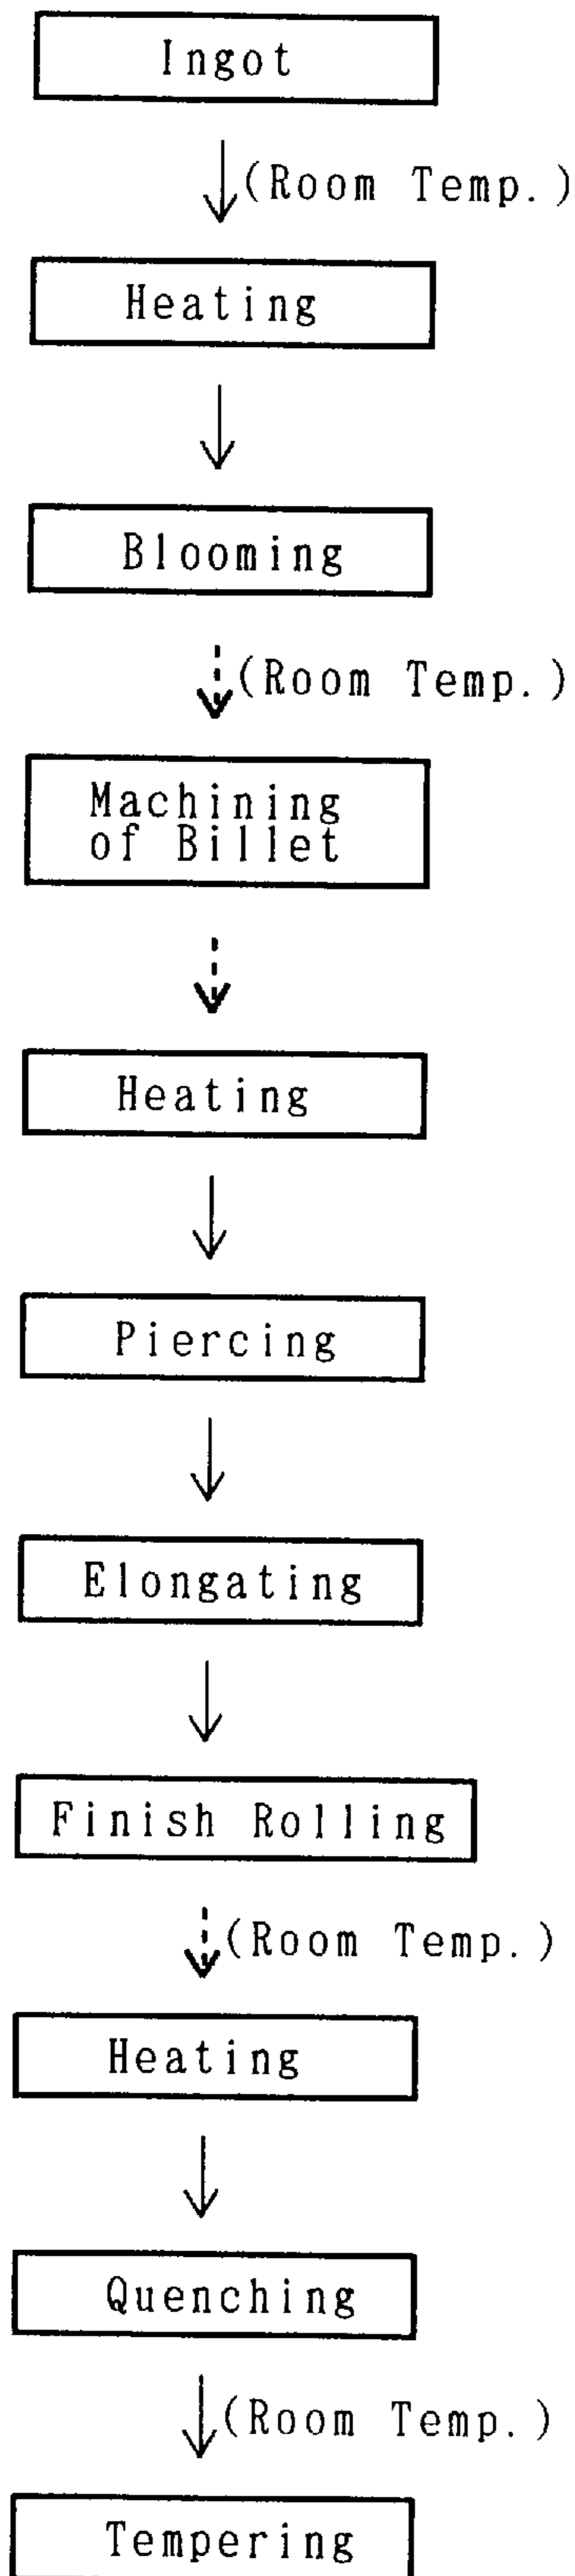 Ingot
(Room Temp.)
Heating
Blooming
(Room Temp.)
Machining
of Billet
Heating
Piercing
Elongating
Finish Rolling
(Room Temp.)
Heating
Quenching
(Room Temp.)
Tempering